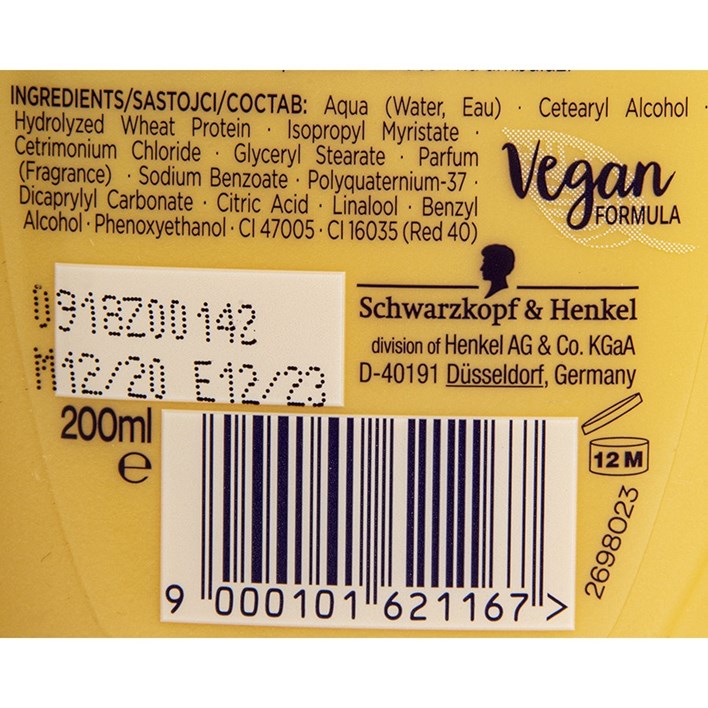 INGREDIENTS/SASTOJCI/COCTAB: Aqua (Water, Eau) · Cetearyl Alcohol ·
Hydrolyzed Wheat Protein · Isopropyl Myristate ·
Cetrimonium Chloride · Glyceryl Stearate · Parfum
(Fragrance) · Sodium Benzoate · Polyquaternium-37 ·
Dicaprylyl Carbonate · Citric Acid · Linalool · Benzyl
Alcohol · Phenoxyethanol · CI 47005 · CI 16035 (Red 40)
Vegan
FORMULA
918Z00142
M12/20 E12/23
Schwarzkopf & Henkel
division of Henkel AG & Co. KGaA
D-40191 Düsseldorf, Germany
200ml
e
12 M
2698023
9 000101 621167 >